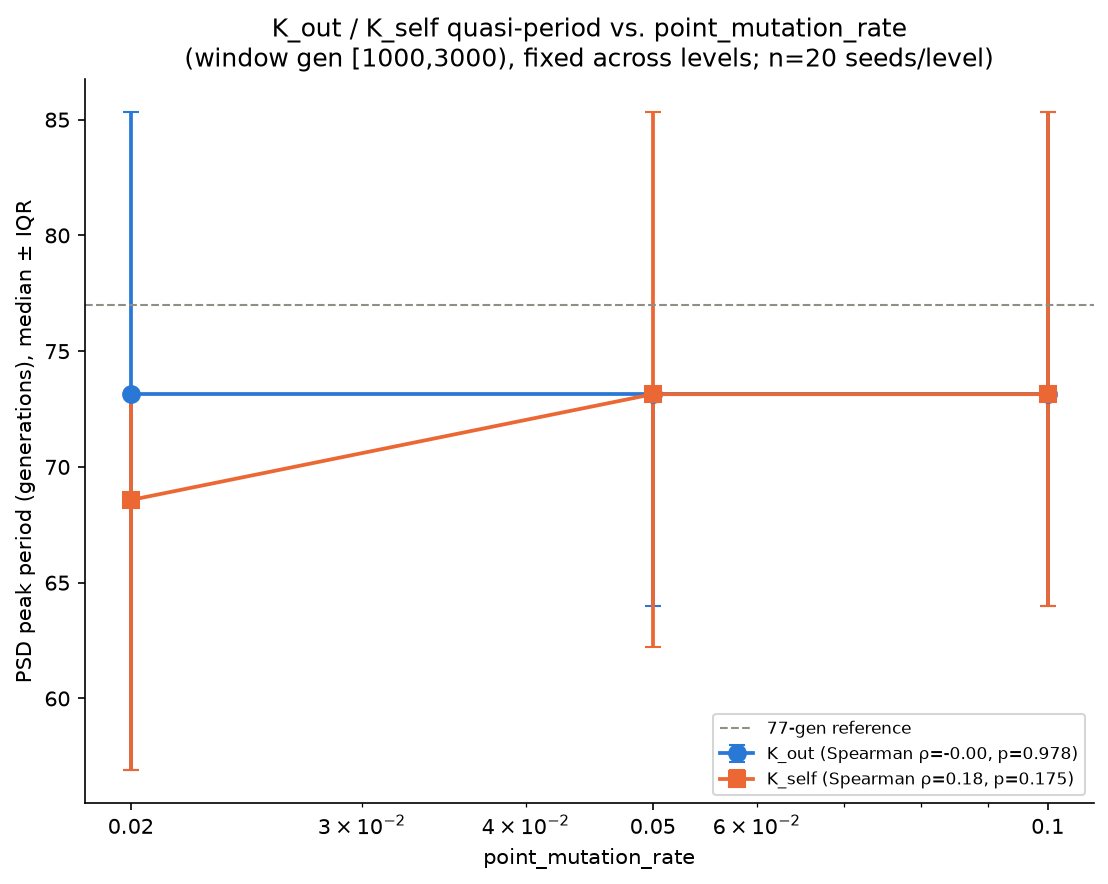 K_out / K_self quasi-period vs. point_mutation_rate
(window gen [1000,3000), fixed across levels; n=20 seeds/level)
PSD peak period (generations), median ± IQR
85
80
75
70
65
60
77-gen reference
K_out (Spearman ρ=-0.00, p=0.978)
K_self (Spearman ρ=0.18, p=0.175)
0.02
3 × 10⁻²
4 × 10⁻²
0.05
6 × 10⁻²
0.1
point_mutation_rate